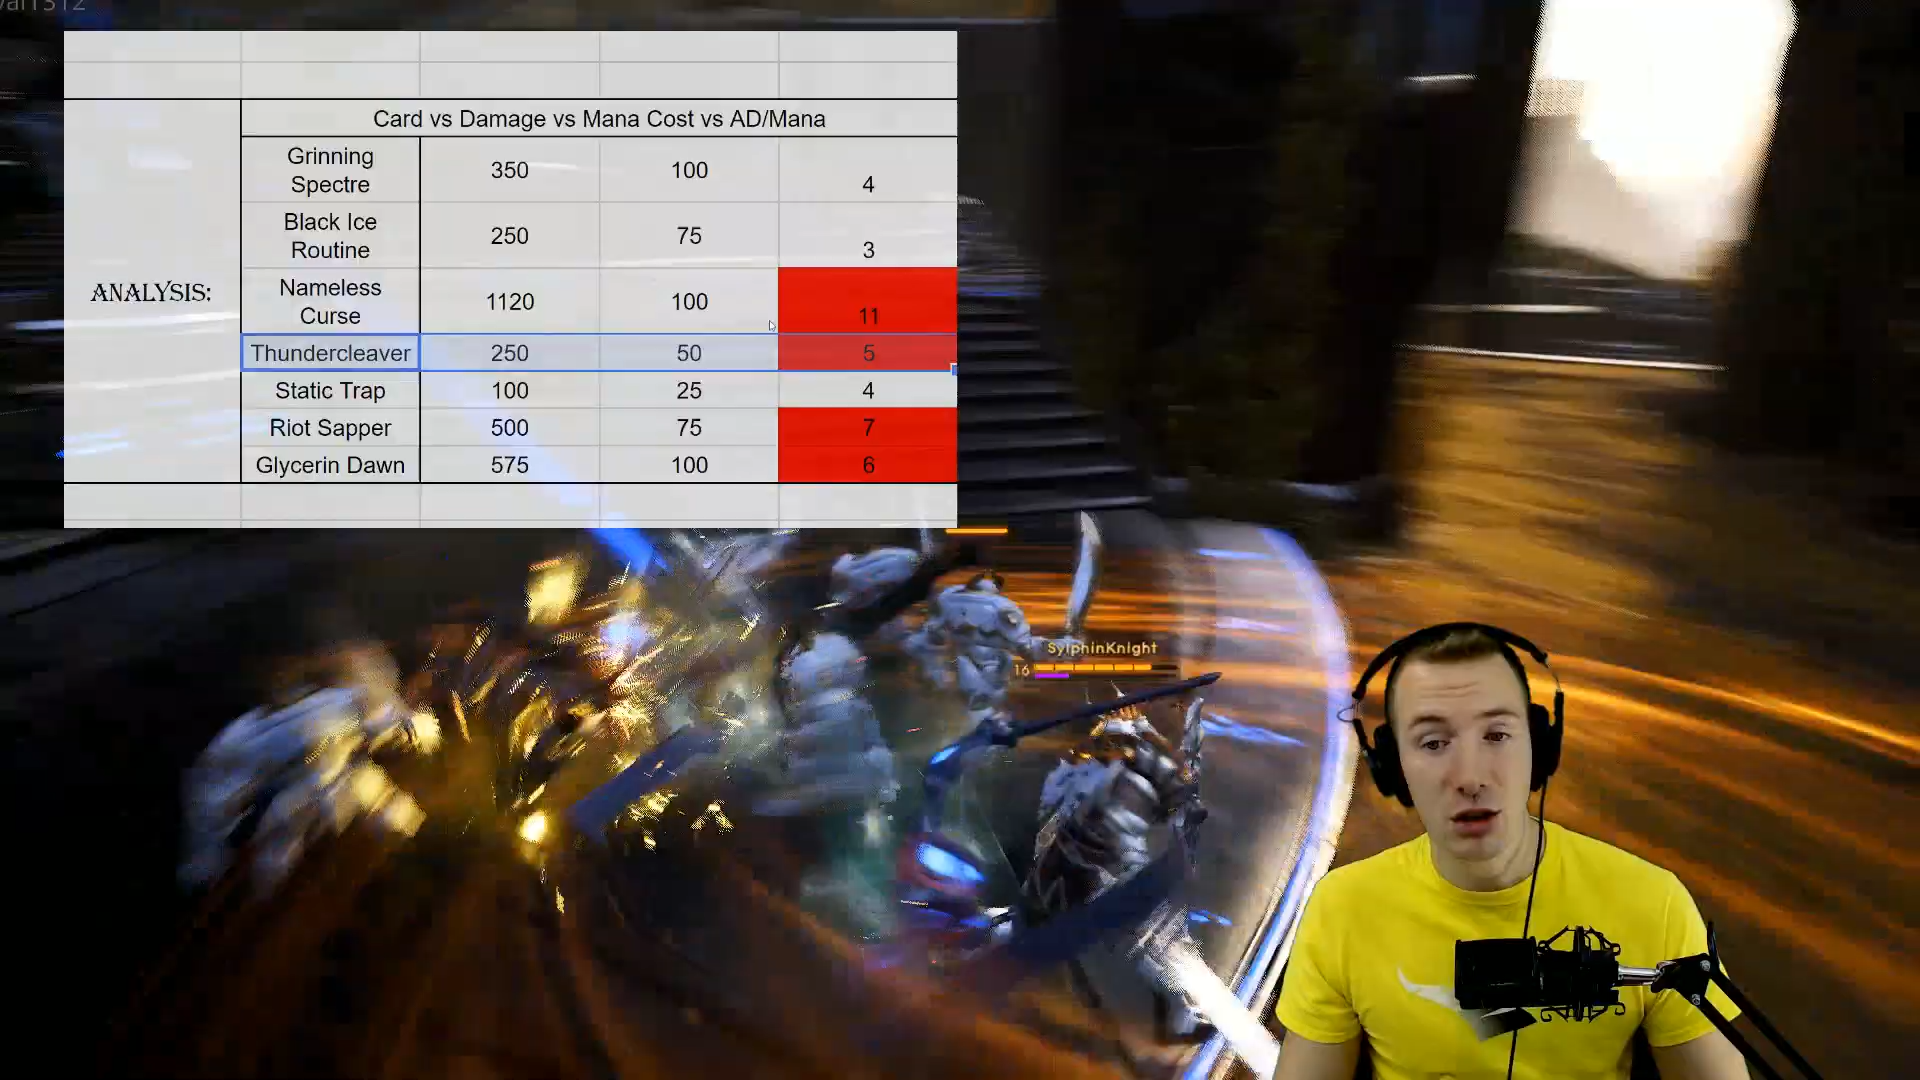 Card vs Damage vs Mana Cost vs AD/Mana
Grinning
Spectre
350
100
4
Black Ice
Routine
250
75
3
ANALYSIS:
Nameless
Curse
1120
100
11
Thundercleaver
250
50
5
Static Trap
100
25
4
Riot Sapper
500
75
7
Glycerin Dawn
575
100
6
SylphinKnight
16